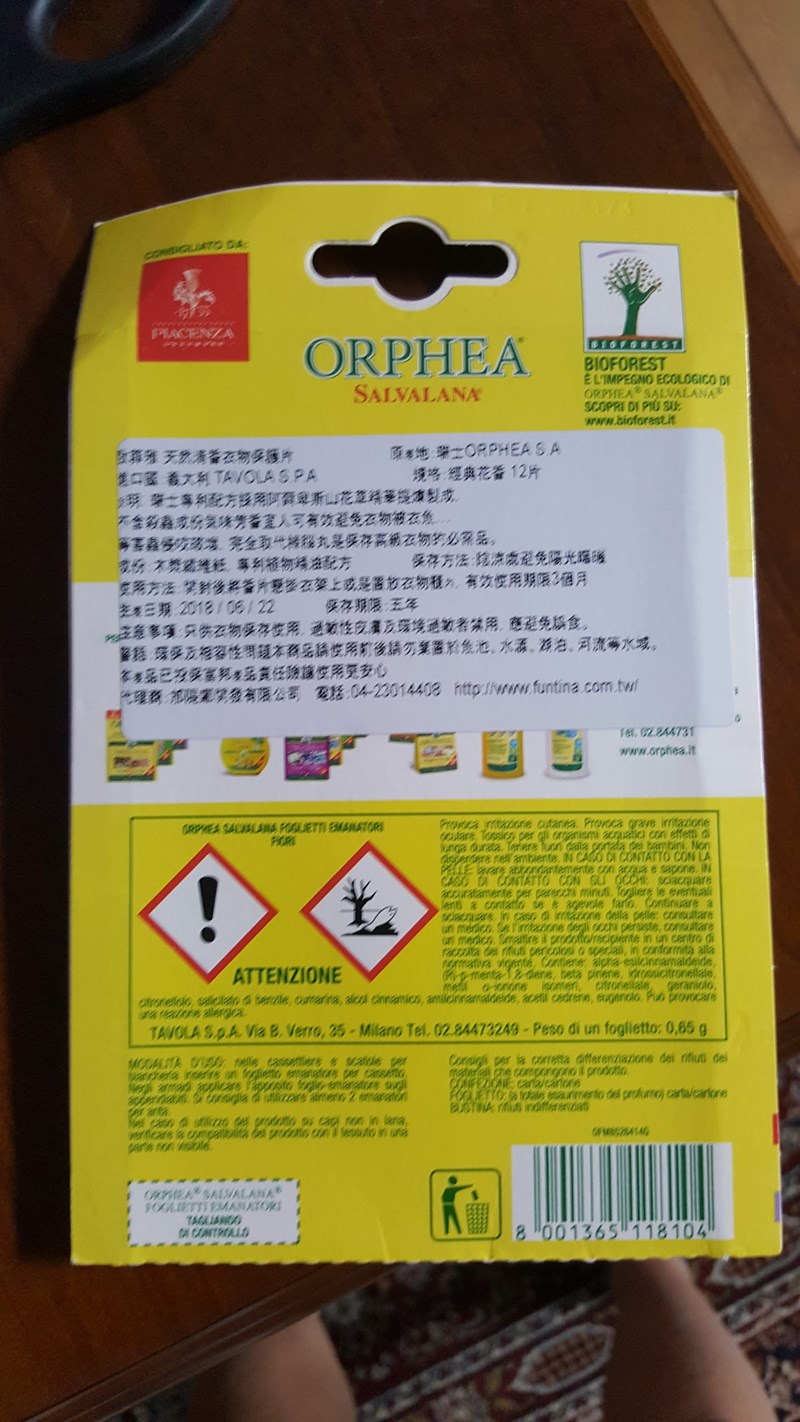 CONSIGLIATO DA:
PIACENZA
ORPHEA®
SALVALANA®
BIOFOREST
BIOFOREST
È L'IMPEGNO ECOLOGICO DI
ORPHEA® SALVALANA®
SCOPRI DI PIÙ SU:
www.bioforest.it
天然清香衣物保護片 原產地: 瑞士ORPHEA S.A
進口國: 義大利 TAVOLA S.P.A 規格: 經典花香 12片
說明: 瑞士專利配方採用阿爾卑斯山花草精華提煉製成,
不含殺蟲成份氣味芳香宜人可有效避免衣物被衣魚...
等害蟲侵咬破壞, 完全取代樟腦丸是保存高級衣物的必需品。
成份: 木質纖維紙, 專利植物精油配方 保存方法: 陰涼處避免陽光曝曬
使用方法: 開封後將香片懸掛衣架上或是置放衣物櫃內, 有效使用期限3個月
生產日期: 2018 / 06 / 22 保存期限: 五年
注意事項: 只供衣物保存使用, 過敏性皮膚及環境過敏者禁用, 應避免誤食。
警語: 環保及相容性問題本商品請使用前後請勿棄置於魚池, 水源, 湖泊, 河流等水域。
本產品已投保富邦產品責任險讓使用更安心
代理商: 開發有限公司 電話:04-23014408 http://www.funtina.com.tw/
Tel. 02.844731
www.orphea.it
ORPHEA SALVALANA FOGLIETTI EMANATORI
FIORI
ATTENZIONE
Provoca irritazione cutanea. Provoca grave irritazione
oculare. Tossico per gli organismi acquatici con effetti di
lunga durata. Tenere fuori dalla portata dei bambini. Non
disperdere nell'ambiente. IN CASO DI CONTATTO CON LA
PELLE: lavare abbondantemente con acqua e sapone. IN
CASO DI CONTATTO CON GLI OCCHI: sciacquare
accuratamente per parecchi minuti. Togliere le eventuali
lenti a contatto se è agevole farlo. Continuare a
sciacquare. In caso di irritazione della pelle: consultare
un medico. Se l'irritazione degli occhi persiste, consultare
un medico. Smaltire il prodotto/recipiente in un centro di
raccolta dei rifiuti pericolosi o speciali, in conformità alla
normativa vigente. Contiene: alpha-esilcinnamaldeide,
(R)-p-menta-1,8-diene, beta pinene, idrossicitronellale,
metil α-ionone isomeri, citronellale, geraniolo,
citronellolo, salicilato di benzile, cumarina, alcol cinnamico, amilcinnamaldeide, acetil cedrene, eugenolo. Può provocare
una reazione allergica.
TAVOLA S.p.A. Via B. Verro, 35 - Milano Tel. 02.84473249 - Peso di un foglietto: 0,65 g
MODALITÀ D'USO: nelle cassettiere e scatole per
biancheria inserire un foglietto emanatore per cassetto.
Negli armadi applicare l'apposito foglio-emanatore sugli
appendiabiti. Si consiglia di utilizzare almeno 2 emanatori
per anta.
Nel caso di utilizzo del prodotto su capi non in lana,
verificare la compatibilità del prodotto con il tessuto in una
parte non visibile.
Consigli per la corretta differenziazione dei rifiuti dei
materiali che compongono il prodotto.
CONFEZIONE: carta/cartone
FOGLIETTO: (a totale esaurimento del profumo) carta/cartone
BUSTINA: rifiuti indifferenziati
ORPHEA® SALVALANA®
FOGLIETTI EMANATORI
TAGLIANDO
DI CONTROLLO
8 001365 118104